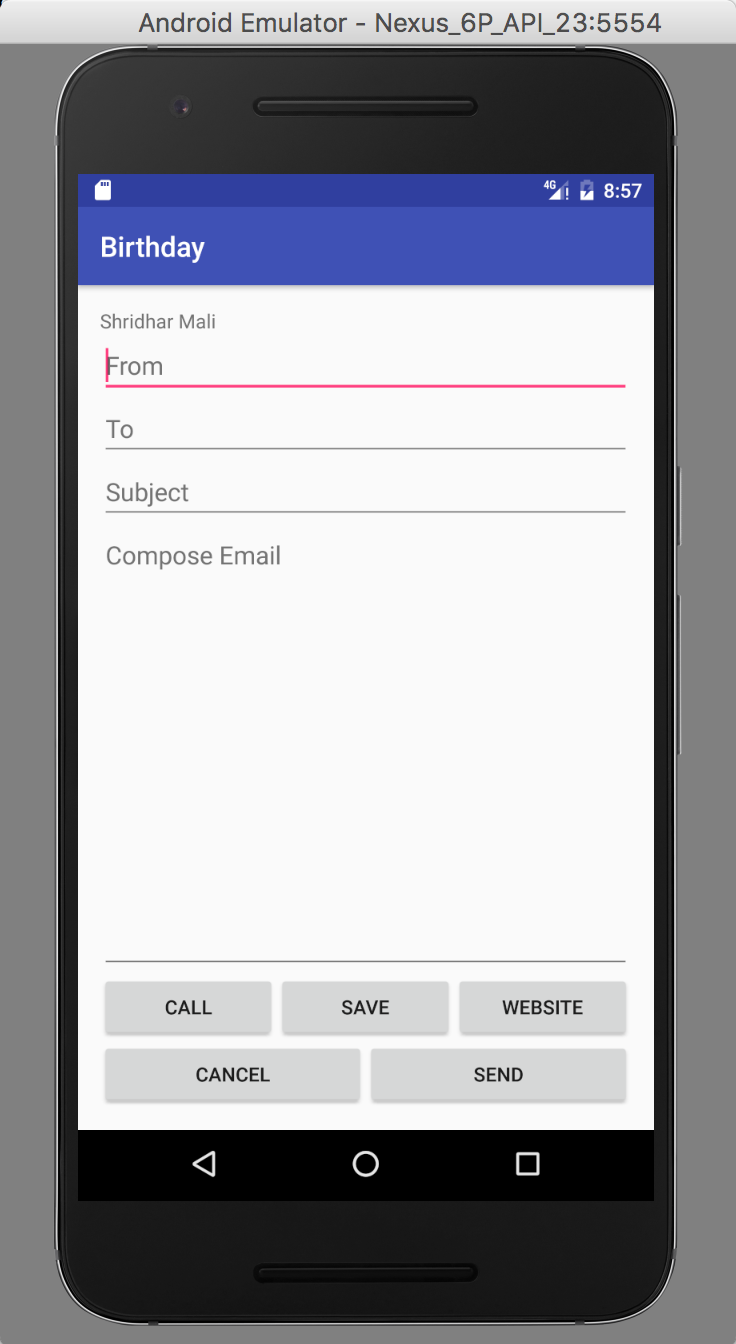 Android Emulator - Nexus_6P_API_23:5554
4G 8:57
Birthday
Shridhar Mali
From
To
Subject
Compose Email
CALL SAVE WEBSITE
CANCEL SEND